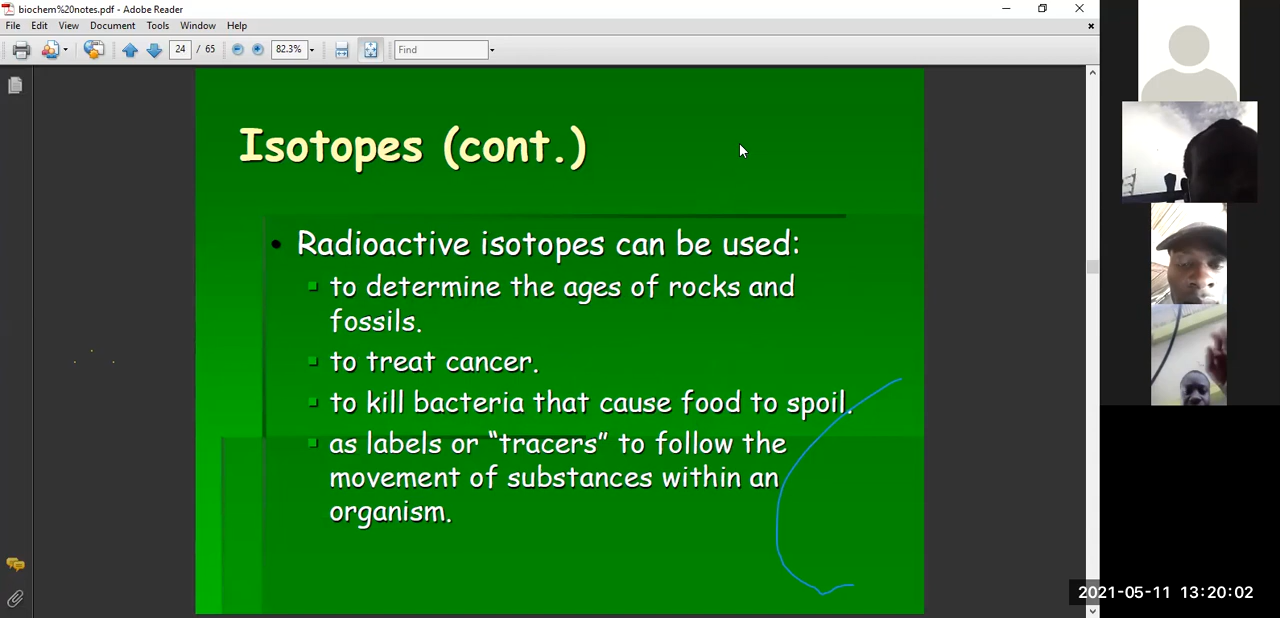 biochem%20notes.pdf - Adobe Reader
File Edit View Document Tools Window Help
24 / 65 82.3% Find
Isotopes (cont.)
• Radioactive isotopes can be used:
▪ to determine the ages of rocks and
fossils.
▪ to treat cancer.
▪ to kill bacteria that cause food to spoil.
▪ as labels or “tracers” to follow the
movement of substances within an
organism.
2021-05-11 13:20:02